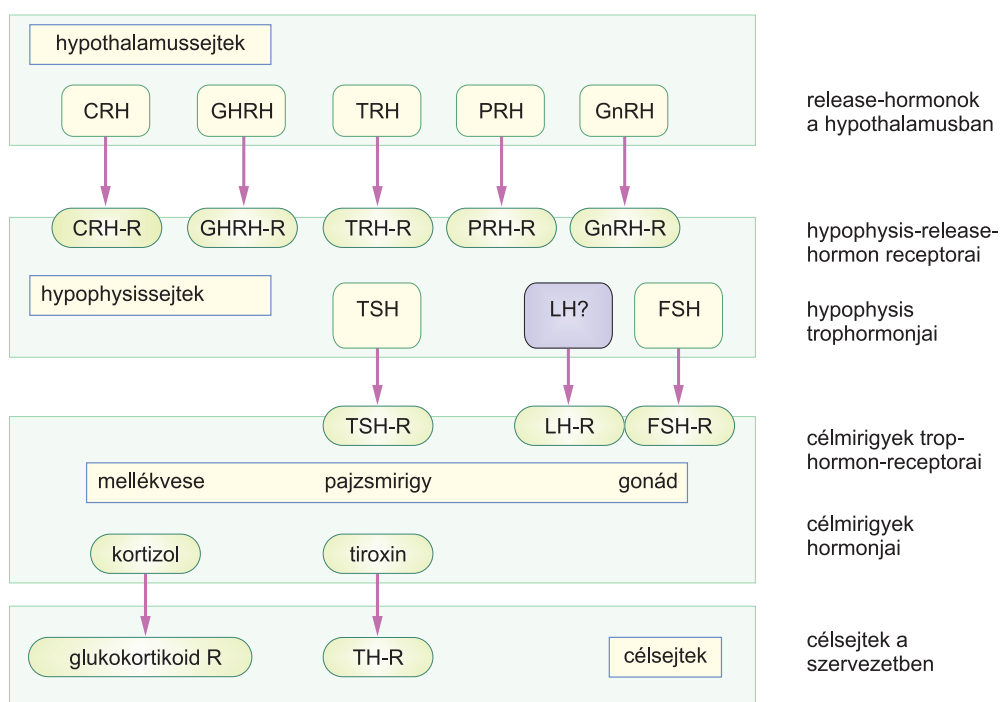 hypothalamussejtek
CRH GHRH TRH PRH GnRH
release-hormonok
a hypothalamusban
CRH-R GHRH-R TRH-R PRH-R GnRH-R
hypophysis-release-
hormon receptorai
hypophysissejtek
TSH LH? FSH
hypophysis
trophormonjai
TSH-R LH-R FSH-R
célmirigyek trop-
hormon-receptorai
mellékvese pajzsmirigy gonád
kortizol tiroxin
célmirigyek
hormonjai
glukokortikoid R TH-R célsejtek
célsejtek a
szervezetben